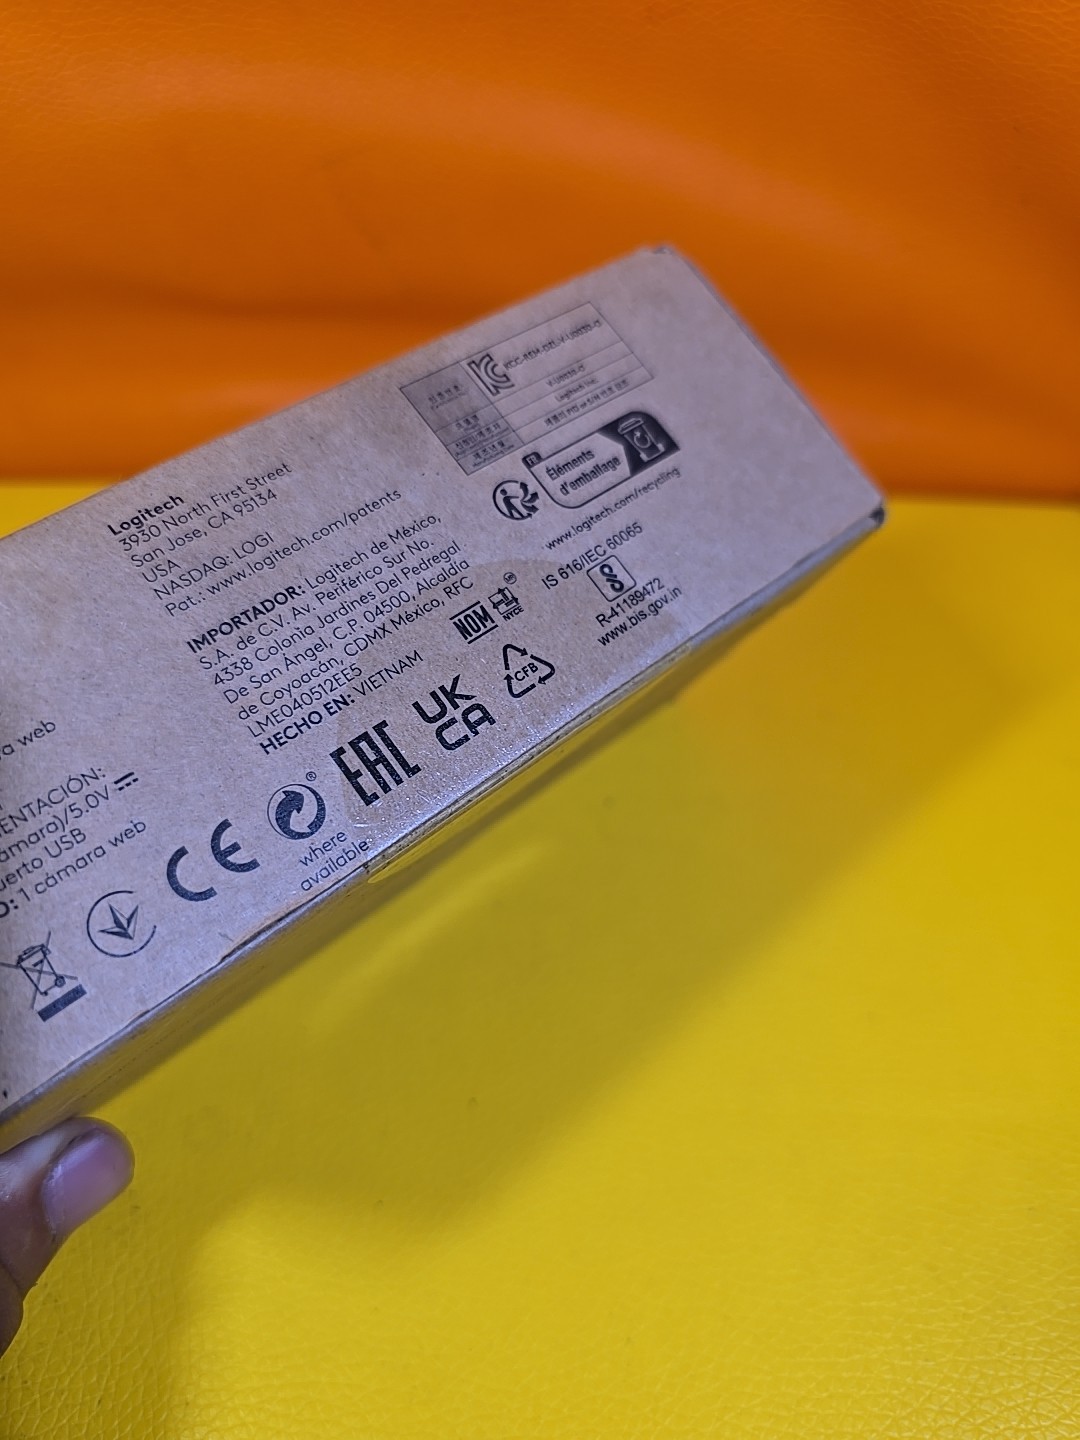 a web
ENTACIÓN:
ámara)/5.0V
uerto USB
O: 1 cámara web
Logitech
3930 North First Street
San Jose, CA 95134
USA
NASDAQ: LOGI
Pat.: www.logitech.com/patents
IMPORTADOR: Logitech de México,
S.A. de C.V. Av. Periférico Sur No.
4338 Colonia Jardines Del Pedregal
De San Ángel, C.P. 04500, Alcaldía
de Coyoacán, CDMX México, RFC
LME040512EE5
HECHO EN: VIETNAM
CE
®
where
available
EAC
UK
CA
NOM
NYCE
CFB
FR
Éléments
d'emballage
www.logitech.com/recycling
IS 616/IEC 60065
R-41189472
www.bis.gov.in
Logitech Inc.